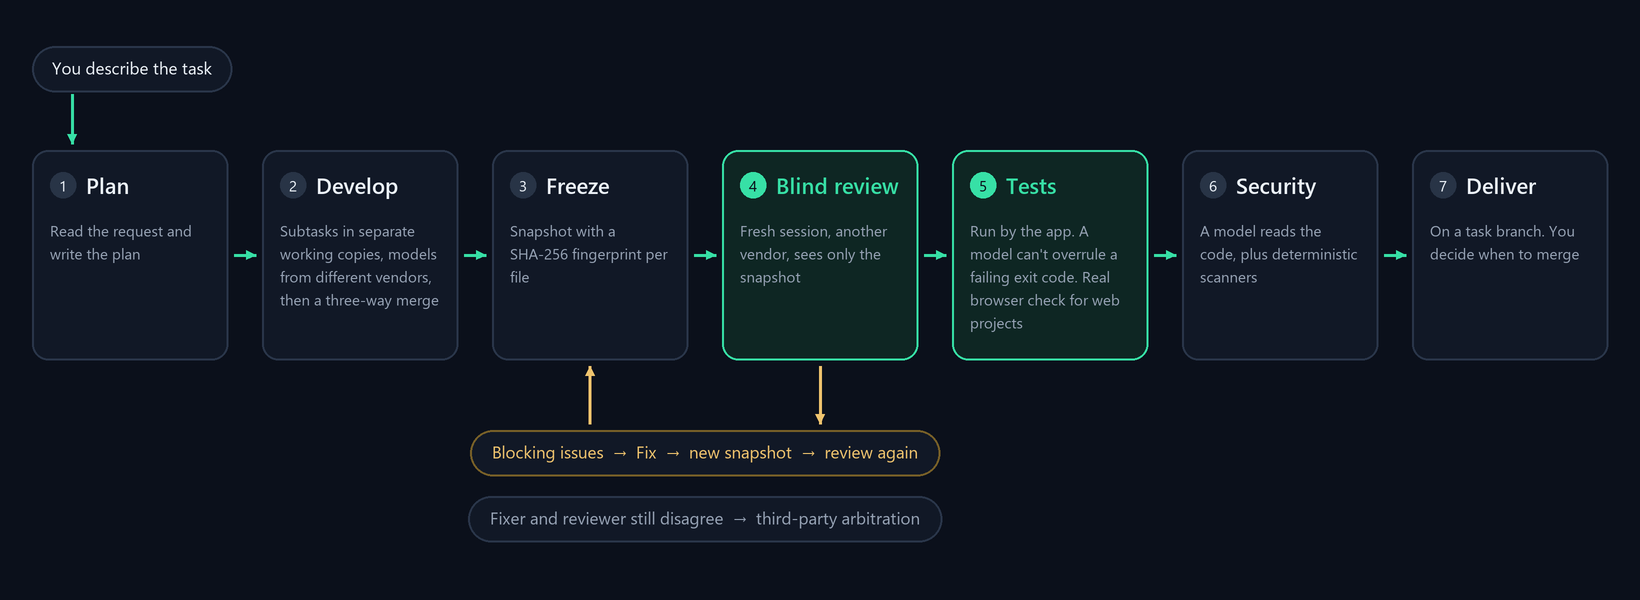 You describe the task
1 Plan
Read the request and
write the plan
2 Develop
Subtasks in separate
working copies, models
from different vendors,
then a three-way merge
3 Freeze
Snapshot with a
SHA-256 fingerprint per
file
4 Blind review
Fresh session, another
vendor, sees only the
snapshot
5 Tests
Run by the app. A
model can't overrule a
failing exit code. Real
browser check for web
projects
6 Security
A model reads the
code, plus deterministic
scanners
7 Deliver
On a task branch. You
decide when to merge
Blocking issues → Fix → new snapshot → review again
Fixer and reviewer still disagree → third-party arbitration